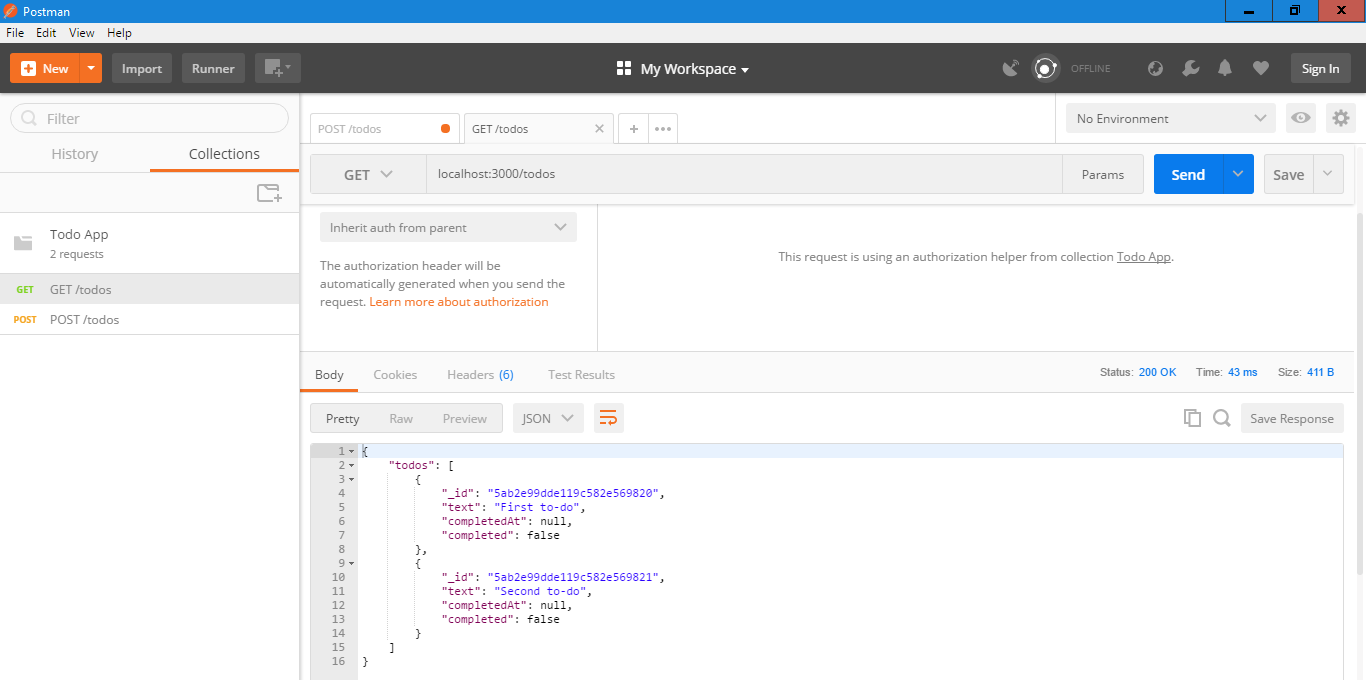 Postman
File Edit View Help
New Import Runner My Workspace OFFLINE Sign In
Filter
History Collections
Todo App
2 requests
GET GET /todos
POST POST /todos
POST /todos GET /todos No Environment
GET localhost:3000/todos Params Send Save
Inherit auth from parent
The authorization header will be
automatically generated when you send the
request. Learn more about authorization
This request is using an authorization helper from collection Todo App.
Body Cookies Headers (6) Test Results Status: 200 OK Time: 43 ms Size: 411 B
Pretty Raw Preview JSON Save Response
1 {
2 "todos": [
3 {
4 "_id": "5ab2e99dde119c582e569820",
5 "text": "First to-do",
6 "completedAt": null,
7 "completed": false
8 },
9 {
10 "_id": "5ab2e99dde119c582e569821",
11 "text": "Second to-do",
12 "completedAt": null,
13 "completed": false
14 }
15 ]
16 }